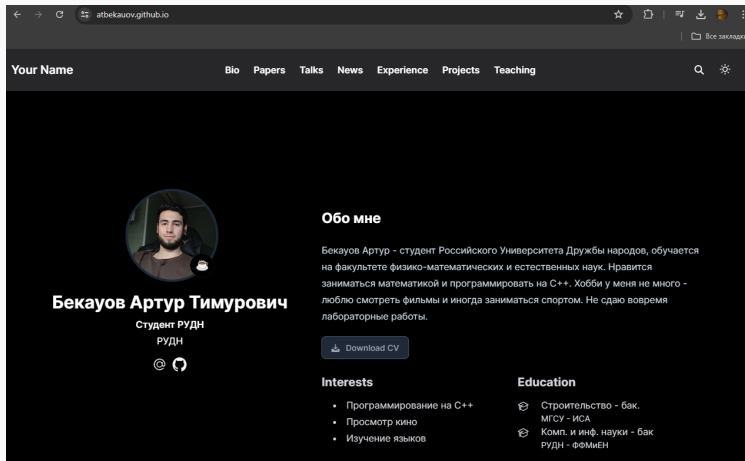 atbekauov.github.io
Все закладки
Your Name
Bio Papers Talks News Experience Projects Teaching
Бекауов Артур Тимурович
Студент РУДН
РУДН
Обо мне
Бекауов Артур - студент Российского Университета Дружбы народов, обучается
на факультете физико-математических и естественных наук. Нравится
заниматься математикой и программировать на C++. Хобби у меня не много -
люблю смотреть фильмы и иногда заниматься спортом. Не сдаю вовремя
лабораторные работы.
Download CV
Interests
Программирование на C++
Просмотр кино
Изучение языков
Education
Строительство - бак.
МГСУ - ИСА
Комп. и инф. науки - бак
РУДН - ФФМиЕН